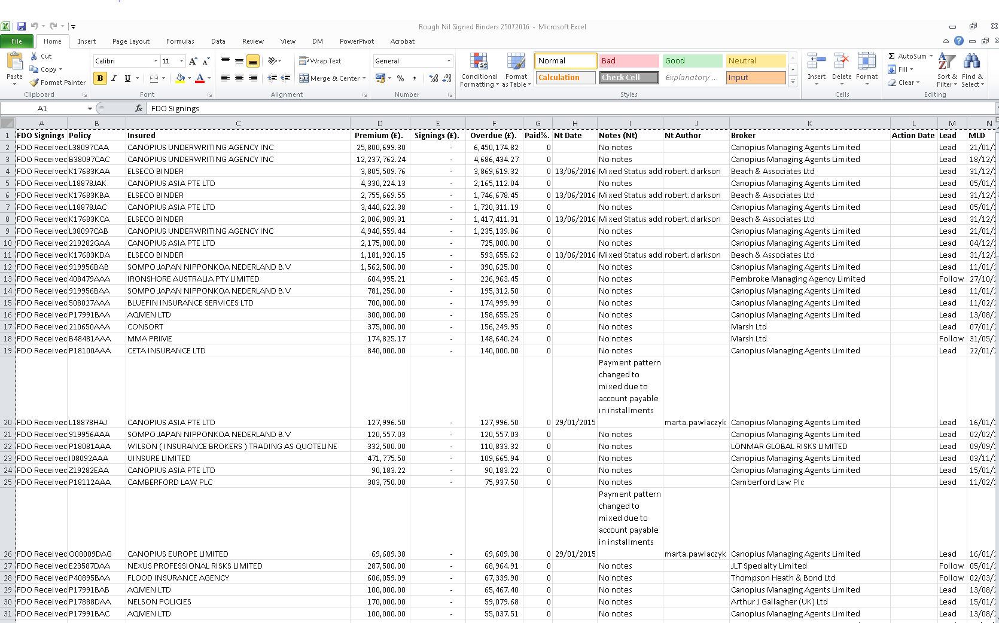 Rough Nil Signed Binders 25072016 - Microsoft Excel
File Home Insert Page Layout Formulas Data Review View DM PowerPivot Acrobat
Paste Cut Copy Format Painter Clipboard
Calibri 11 B I U Font
Wrap Text Merge & Center Alignment
General % , Number
Conditional Formatting Format as Table Normal Bad Good Neutral Calculation Check Cell Explanatory ... Input Styles
Insert Delete Format Cells
Σ AutoSum Fill Clear Sort & Filter Find & Select Editing
A1 fx FDO Signings
A B C D E F G H I J K L M N
1 FDO Signings Policy Insured Premium (£). Signings (£). Overdue (£). Paid%. Nt Date Notes (Nt) Nt Author Broker Action Date Lead MLD
2 FDO Received L38097CAA CANOPIUS UNDERWRITING AGENCY INC 25,800,699.30 - 6,450,174.82 0 No notes Canopius Managing Agents Limited Lead 21/01/
3 FDO Received B38097CAC CANOPIUS UNDERWRITING AGENCY INC 12,237,762.24 - 4,686,434.27 0 No notes Canopius Managing Agents Limited Lead 18/12/
4 FDO Received K17683KAA ELSECO BINDER 3,805,509.76 - 3,869,619.32 0 13/06/2016 Mixed Status add robert.clarkson Beach & Associates Ltd Lead 31/12/
5 FDO Received L18878JAK CANOPIUS ASIA PTE LTD 4,330,224.13 - 2,165,112.04 0 No notes Canopius Managing Agents Limited Lead 05/01/
6 FDO Received K17683KBA ELSECO BINDER 2,755,669.55 - 1,746,678.45 0 13/06/2016 Mixed Status add robert.clarkson Beach & Associates Ltd Lead 31/12/
7 FDO Received L18878JAC CANOPIUS ASIA PTE LTD 3,440,622.38 - 1,720,311.19 0 No notes Canopius Managing Agents Limited Lead 05/01/
8 FDO Received K17683KCA ELSECO BINDER 2,006,909.31 - 1,417,411.31 0 13/06/2016 Mixed Status add robert.clarkson Beach & Associates Ltd Lead 31/12/
9 FDO Received L38097CAB CANOPIUS UNDERWRITING AGENCY INC 4,940,559.44 - 1,235,139.86 0 No notes Canopius Managing Agents Limited Lead 21/01/
10 FDO Received 219282GAA CANOPIUS ASIA PTE LTD 2,175,000.00 - 725,000.00 0 No notes Canopius Managing Agents Limited Lead 04/12/
11 FDO Received K17683KDA ELSECO BINDER 1,181,920.15 - 593,655.62 0 13/06/2016 Mixed Status add robert.clarkson Beach & Associates Ltd Lead 31/12/
12 FDO Received 919956BAB SOMPO JAPAN NIPPONKOA NEDERLAND B.V 1,562,500.00 - 390,625.00 0 No notes Canopius Managing Agents Limited Lead 11/01/
13 FDO Received 408479AAA IRONSHORE AUSTRALIA PTY LIMITED 604,995.21 - 226,963.45 0 No notes Pembroke Managing Agency Limited Follow 27/10/
14 FDO Received 919956BAA SOMPO JAPAN NIPPONKOA NEDERLAND B.V 781,250.00 - 195,312.50 0 No notes Canopius Managing Agents Limited Lead 11/01/
15 FDO Received 508027AAA BLUEFIN INSURANCE SERVICES LTD 700,000.00 - 174,999.99 0 No notes Canopius Managing Agents Limited Lead 11/02/
16 FDO Received P17991BAA AQMEN LTD 300,000.00 - 158,655.25 0 No notes Canopius Managing Agents Limited Lead 13/08/
17 FDO Received 210650AAA CONSORT 375,000.00 - 156,249.95 0 No notes Marsh Ltd Lead 07/01/
18 FDO Received B48481AAA MMA PRIME 174,825.17 - 148,640.24 0 No notes Marsh Ltd Follow 31/05/
19 FDO Received P18100AAA CETA INSURANCE LTD 840,000.00 - 140,000.00 0 No notes Canopius Managing Agents Limited Lead 22/01/
Payment pattern
changed to
mixed due to
account payable
in installments
20 FDO Received L18878HAJ CANOPIUS ASIA PTE LTD 127,996.50 - 127,996.50 0 29/01/2015 marta.pawlaczyk Canopius Managing Agents Limited Lead 16/01/
21 FDO Received 919956AAA SOMPO JAPAN NIPPONKOA NEDERLAND B.V 120,557.03 - 120,557.03 0 No notes Canopius Managing Agents Limited Lead 02/02/
22 FDO Received P18081AAA WILSON ( INSURANCE BROKERS ) TRADING AS QUOTELINE 332,500.00 - 110,833.32 0 No notes LONMAR GLOBAL RISKS LIMITED Lead 09/09/
23 FDO Received I08092AAA UINSURE LIMITED 471,775.50 - 109,665.94 0 No notes Canopius Managing Agents Limited Lead 03/11/
24 FDO Received Z19282EAA CANOPIUS ASIA PTE LTD 90,183.22 - 90,183.22 0 No notes Canopius Managing Agents Limited Lead 15/01/
25 FDO Received P18112AAA CAMBERFORD LAW PLC 303,750.00 - 75,937.50 0 No notes Camberford Law Plc Lead 11/02/
Payment pattern
changed to
mixed due to
account payable
in installments
26 FDO Received O08009DAG CANOPIUS EUROPE LIMITED 69,609.38 - 69,609.38 0 29/01/2015 marta.pawlaczyk Canopius Managing Agents Limited Lead 16/01/
27 FDO Received E23587DAA NEXUS PROFESSIONAL RISKS LIMITED 287,500.00 - 68,964.91 0 No notes JLT Specialty Limited Follow 05/01/
28 FDO Received P40895BAA FLOOD INSURANCE AGENCY 606,059.09 - 67,339.90 0 No notes Thompson Heath & Bond Ltd Follow 02/03/
29 FDO Received P17991BAB AQMEN LTD 100,000.00 - 65,467.40 0 No notes Canopius Managing Agents Limited Lead 13/08/
30 FDO Received P17888DAA NELSON POLICIES 170,000.00 - 59,079.68 0 No notes Arthur J Gallagher (UK) Ltd Lead 15/01/
31 FDO Received P17991BAC AQMEN LTD 100,000.00 - 55,037.51 0 No notes Canopius Managing Agents Limited Lead 13/08/